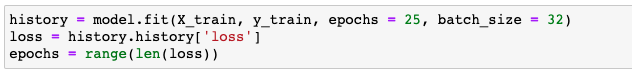 history = model.fit(X_train, y_train, epochs = 25, batch_size = 32)
loss = history.history['loss']
epochs = range(len(loss))